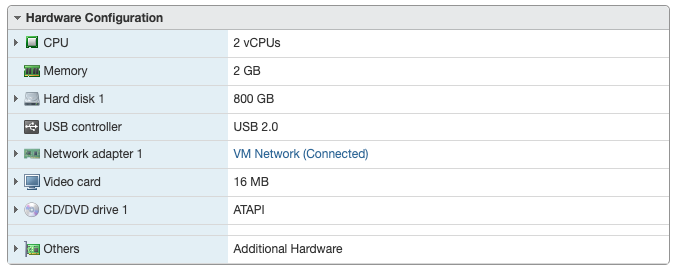 Hardware Configuration
CPU 2 vCPUs
Memory 2 GB
Hard disk 1 800 GB
USB controller USB 2.0
Network adapter 1 VM Network (Connected)
Video card 16 MB
CD/DVD drive 1 ATAPI
Others Additional Hardware